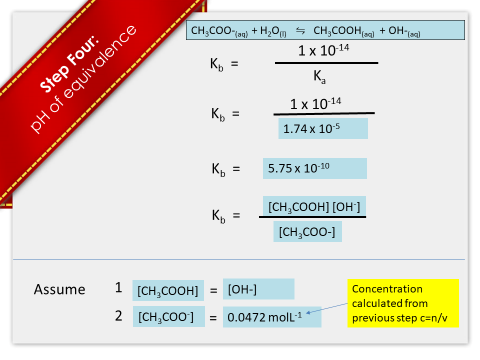 Step Four:
pH of equivalence
CH₃COO⁻(aq) + H₂O(l) ⇋ CH₃COOH(aq) + OH⁻(aq)
Kb = 1 x 10⁻¹⁴
Kₐ
Kb = 1 x 10⁻¹⁴
1.74 x 10⁻⁵
Kb = 5.75 x 10⁻¹⁰
Kb = [CH₃COOH] [OH⁻]
[CH₃COO-]
Assume 1 [CH₃COOH] = [OH-]
2 [CH₃COO⁻] = 0.0472 molL⁻¹
Concentration
calculated from
previous step c=n/v